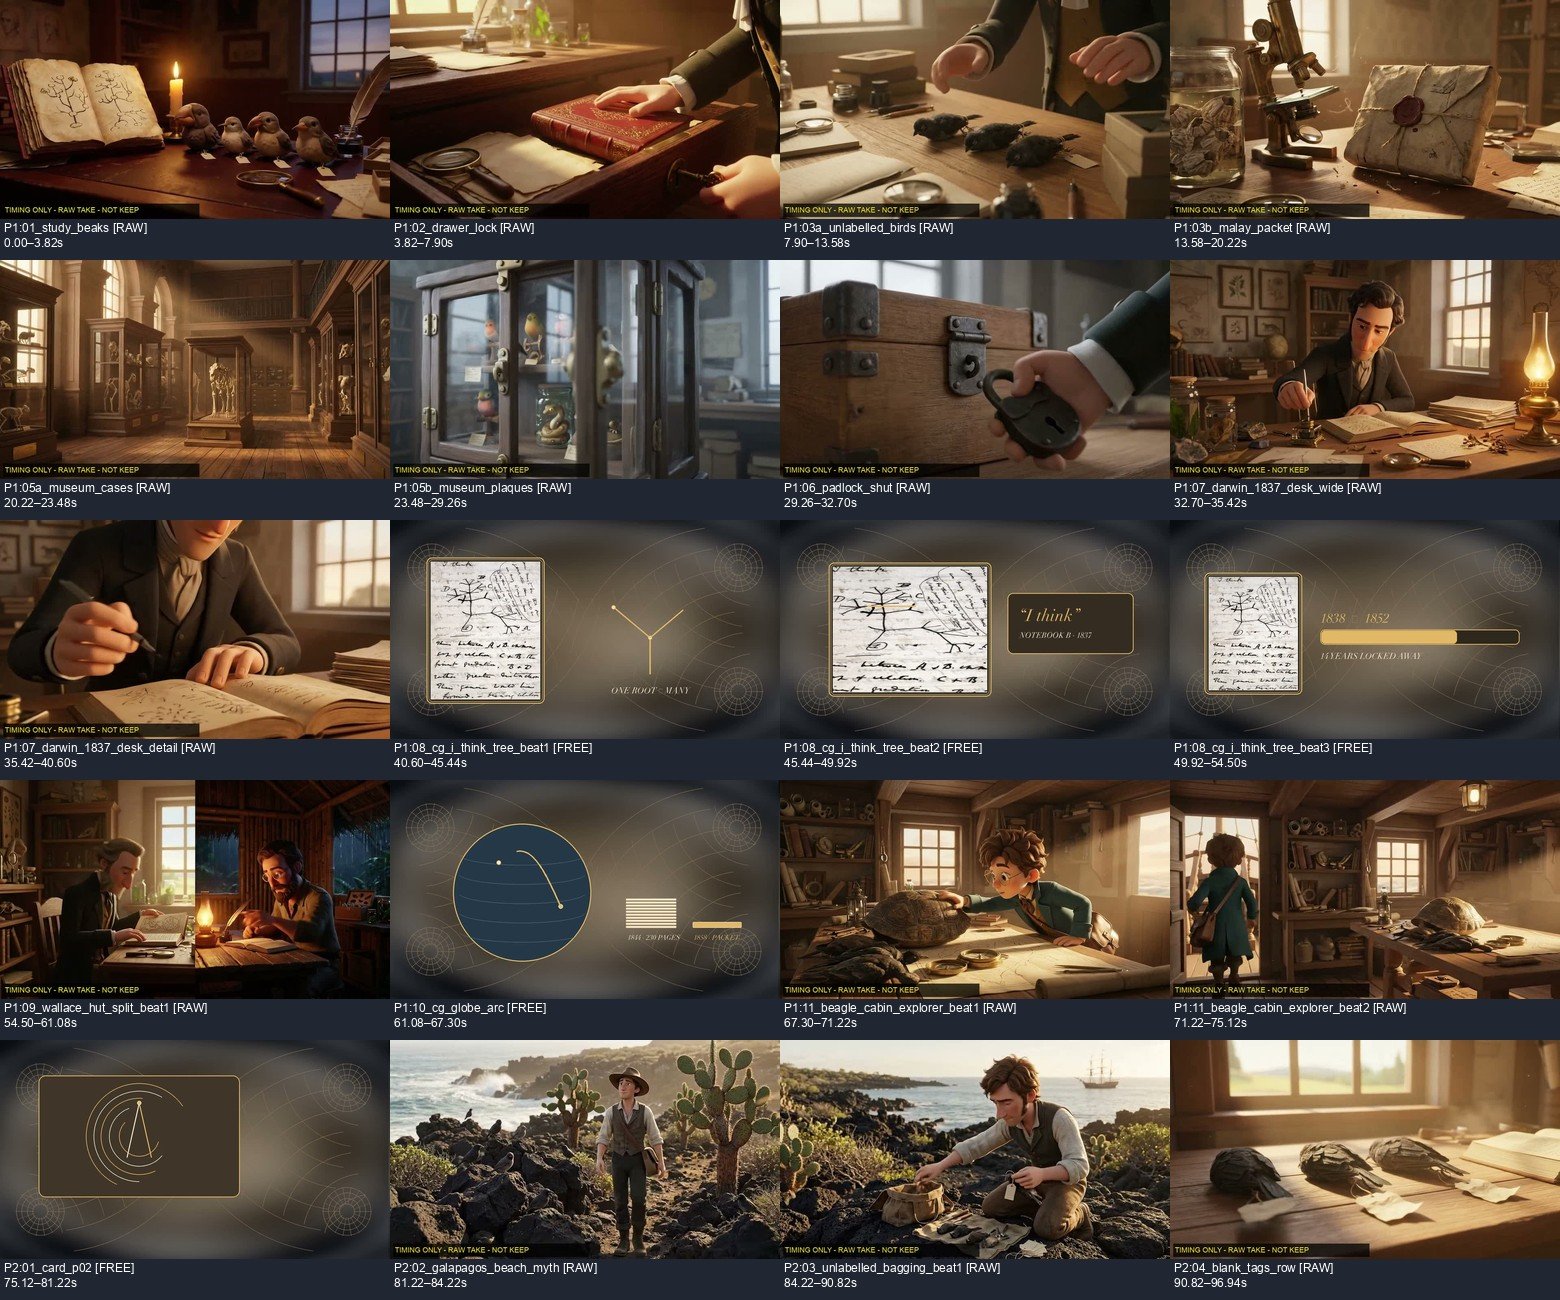 TIMING ONLY - RAW TAKE - NOT KEEP
P1:01_study_beaks [RAW]
0.00–3.82s
TIMING ONLY - RAW TAKE - NOT KEEP
P1:02_drawer_lock [RAW]
3.82–7.90s
TIMING ONLY - RAW TAKE - NOT KEEP
P1:03a_unlabelled_birds [RAW]
7.90–13.58s
TIMING ONLY - RAW TAKE - NOT KEEP
P1:03b_malay_packet [RAW]
13.58–20.22s
TIMING ONLY - RAW TAKE - NOT KEEP
P1:05a_museum_cases [RAW]
20.22–23.48s
TIMING ONLY - RAW TAKE - NOT KEEP
P1:05b_museum_plaques [RAW]
23.48–29.26s
TIMING ONLY - RAW TAKE - NOT KEEP
P1:06_padlock_shut [RAW]
29.26–32.70s
TIMING ONLY - RAW TAKE - NOT KEEP
P1:07_darwin_1837_desk_wide [RAW]
32.70–35.42s
TIMING ONLY - RAW TAKE - NOT KEEP
P1:07_darwin_1837_desk_detail [RAW]
35.42–40.60s
I think
ONE ROOT · MANY
P1:08_cg_i_think_tree_beat1 [FREE]
40.60–45.44s
“I think”
NOTEBOOK B · 1837
P1:08_cg_i_think_tree_beat2 [FREE]
45.44–49.92s
1838 1852
14 YEARS LOCKED AWAY
P1:08_cg_i_think_tree_beat3 [FREE]
49.92–54.50s
TIMING ONLY - RAW TAKE - NOT KEEP
P1:09_wallace_hut_split_beat1 [RAW]
54.50–61.08s
1844 · 230 PAGES
1858 · PACKET
P1:10_cg_globe_arc [FREE]
61.08–67.30s
TIMING ONLY - RAW TAKE - NOT KEEP
P1:11_beagle_cabin_explorer_beat1 [RAW]
67.30–71.22s
TIMING ONLY - RAW TAKE - NOT KEEP
P1:11_beagle_cabin_explorer_beat2 [RAW]
71.22–75.12s
P2:01_card_p02 [FREE]
75.12–81.22s
TIMING ONLY - RAW TAKE - NOT KEEP
P2:02_galapagos_beach_myth [RAW]
81.22–84.22s
TIMING ONLY - RAW TAKE - NOT KEEP
P2:03_unlabelled_bagging_beat1 [RAW]
84.22–90.82s
TIMING ONLY - RAW TAKE - NOT KEEP
P2:04_blank_tags_row [RAW]
90.82–96.94s